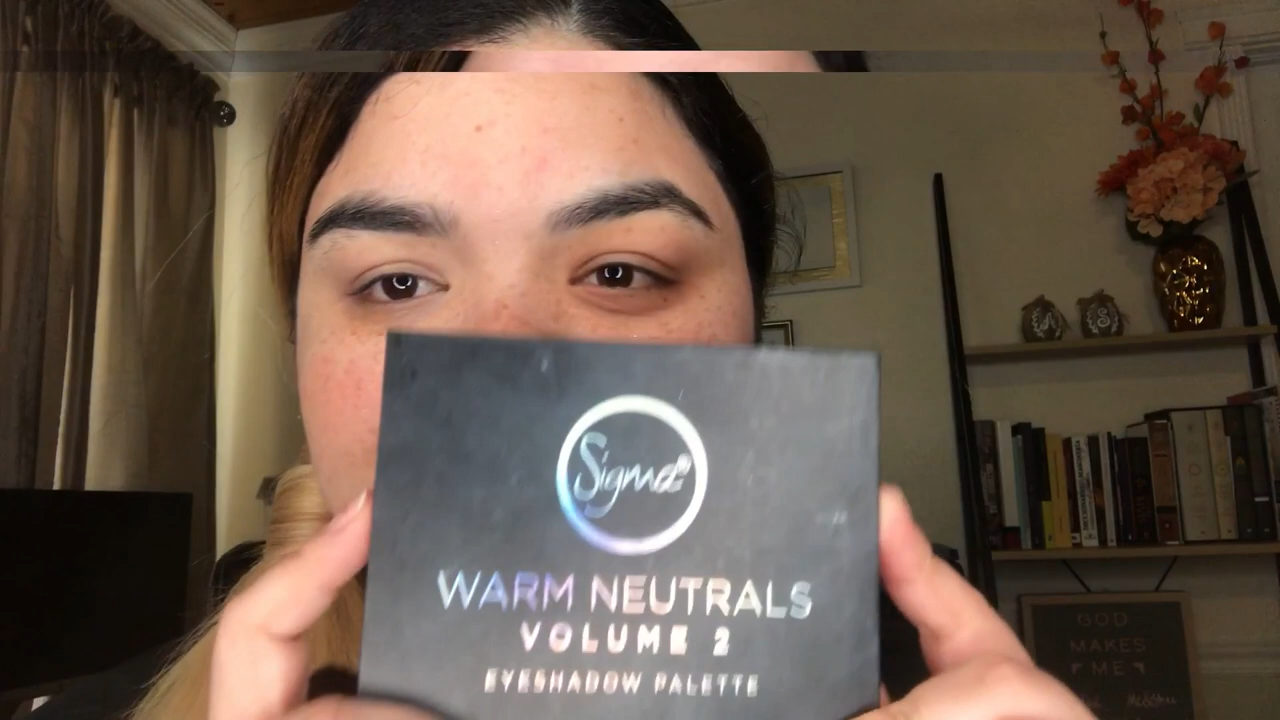 S
Sigma
WARM NEUTRALS
VOLUME 2
EYESHADOW PALETTE
GOD
MAKES
ME